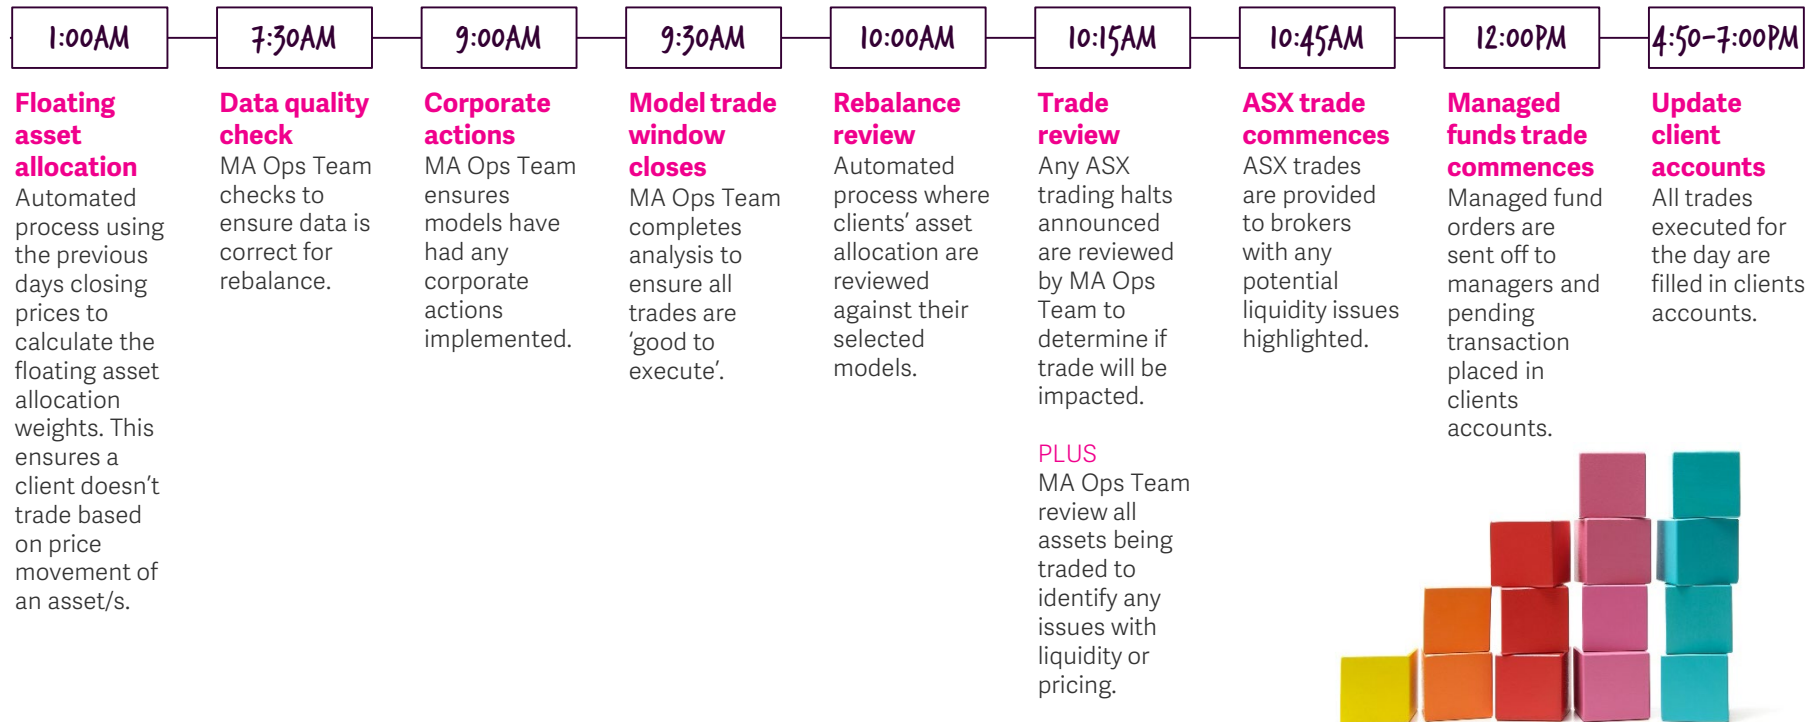 1:00AM
7:30AM
9:00AM
9:30AM
10:00AM
10:15AM
10:45AM
12:00PM
4:50-7:00PM
Floating
asset
allocation
Automated
process using
the previous
days closing
prices to
calculate the
floating asset
allocation
weights. This
ensures a
client doesn't
trade based
on price
movement of
an asset/s.
Data quality
check
MA Ops Team
checks to
ensure data is
correct for
rebalance.
Corporate
actions
MA Ops Team
ensures
models have
had any
corporate
actions
implemented.
Model trade
window
closes
MA Ops Team
completes
analysis to
ensure all
trades are
‘good to
execute’.
Rebalance
review
Automated
process where
clients’ asset
allocation are
reviewed
against their
selected
models.
Trade
review
Any ASX
trading halts
announced
are reviewed
by MA Ops
Team to
determine if
trade will be
impacted.
PLUS
MA Ops Team
review all
assets being
traded to
identify any
issues with
liquidity or
pricing.
ASX trade
commences
ASX trades
are provided
to brokers
with any
potential
liquidity issues
highlighted.
Managed
funds trade
commences
Managed fund
orders are
sent off to
managers and
pending
transaction
placed in
clients
accounts.
Update
client
accounts
All trades
executed for
the day are
filled in clients
accounts.